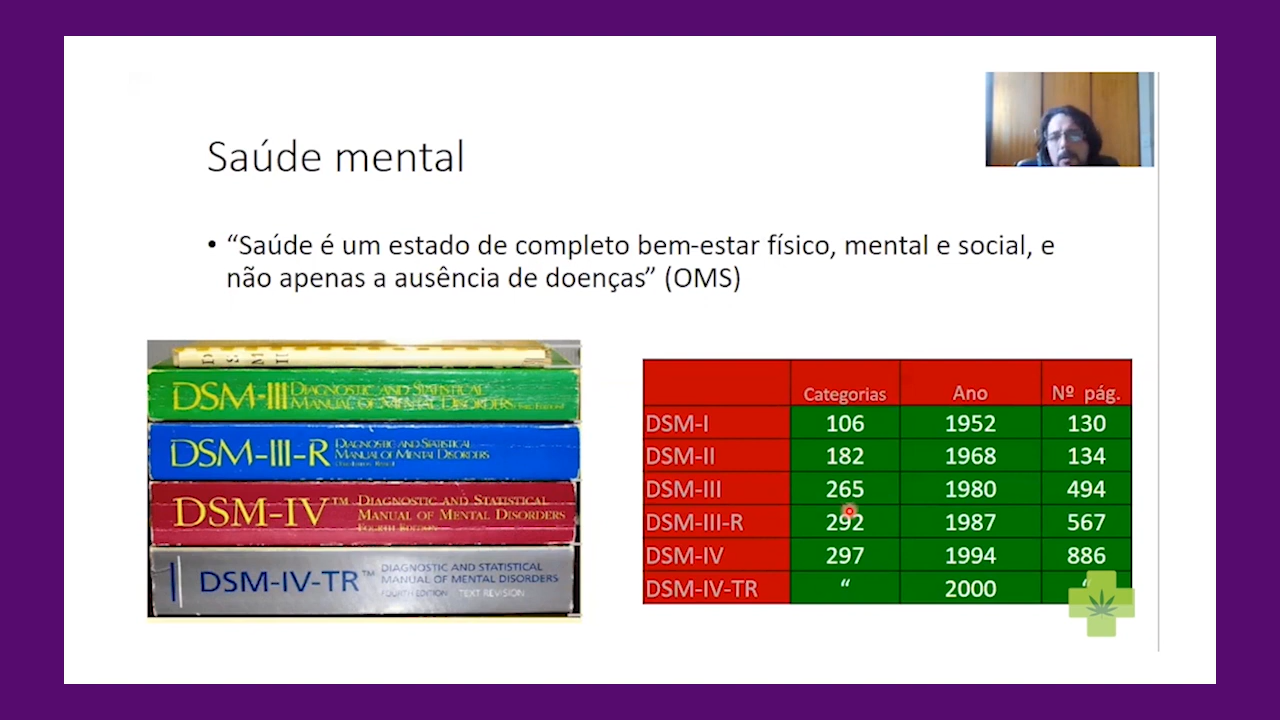 Saúde mental
• “Saúde é um estado de completo bem-estar físico, mental e social, e
não apenas a ausência de doenças” (OMS)
D S M II
DSM-III DIAGNOSTIC AND STATISTICAL
MANUAL OF MENTAL DISORDERS (THIRD EDITION)
DSM-III-R DIAGNOSTIC AND STATISTICAL
MANUAL OF MENTAL DISORDERS
DSM-IV™ DIAGNOSTIC AND STATISTICAL
MANUAL OF MENTAL DISORDERS
FOURTH EDITION
DSM-IV-TR™ DIAGNOSTIC AND STATISTICAL
MANUAL OF MENTAL DISORDERS
FOURTH EDITION TEXT REVISION
Categorias Ano Nº pág.
DSM-I 106 1952 130
DSM-II 182 1968 134
DSM-III 265 1980 494
DSM-III-R 292 1987 567
DSM-IV 297 1994 886
DSM-IV-TR “ 2000 “